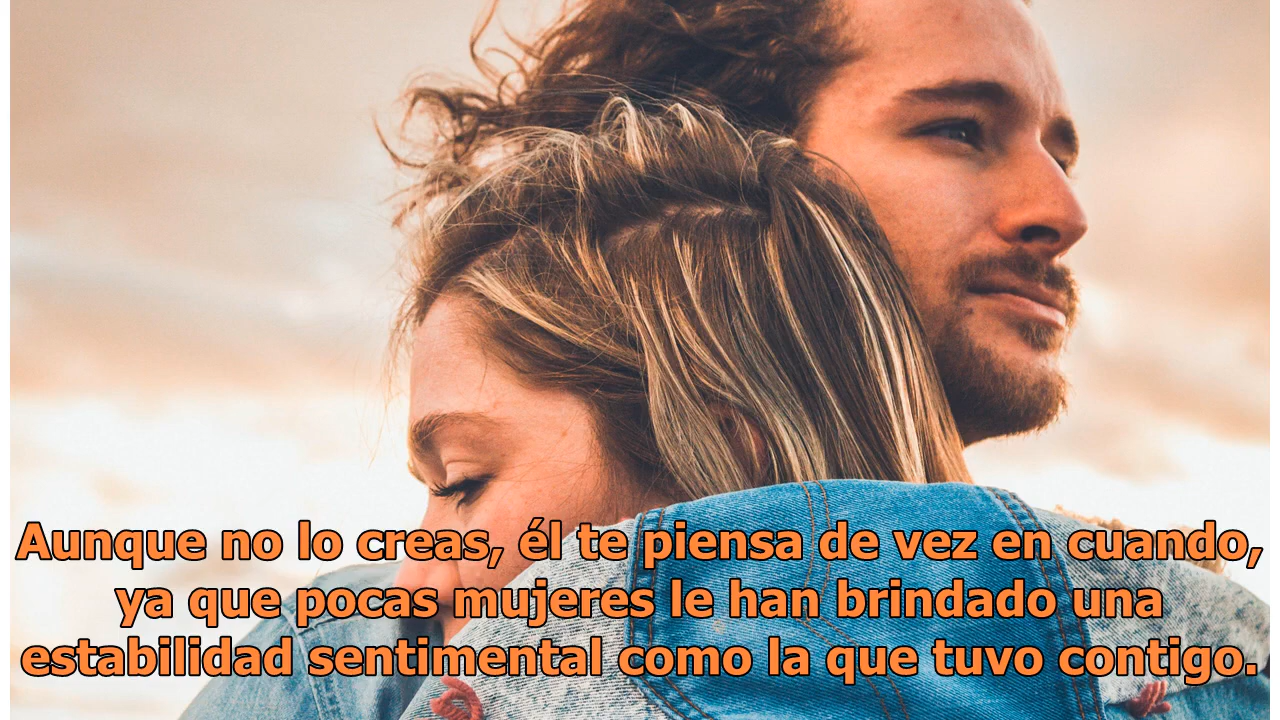 Aunque no lo creas, él te piensa de vez en cuando,
ya que pocas mujeres le han brindado una
estabilidad sentimental como la que tuvo contigo.